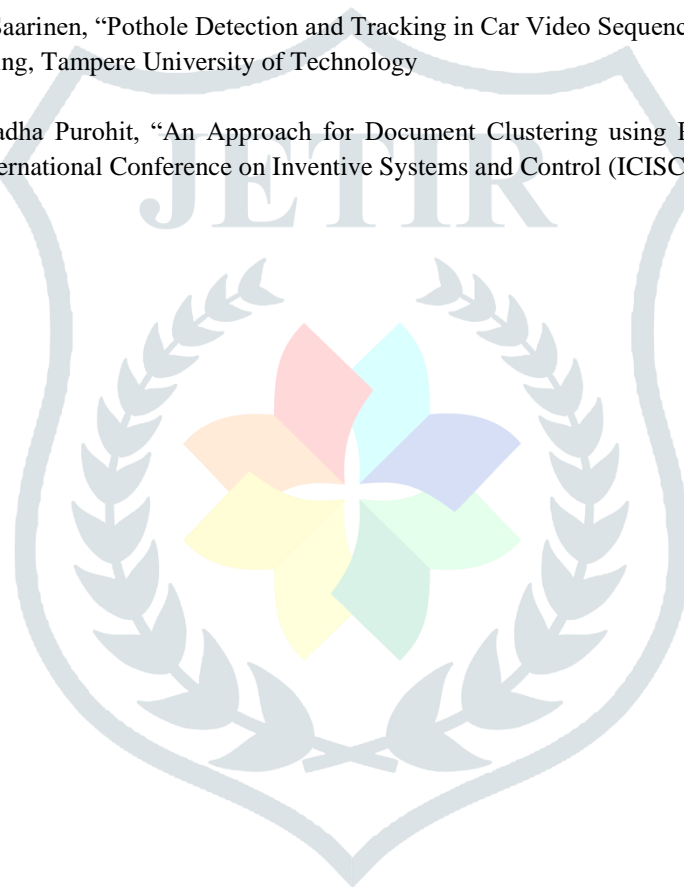 Saarinen, “Pothole Detection and Tracking in Car Video Sequenc
ing, Tampere University of Technology
adha Purohit, “An Approach for Document Clustering using
ernational Conference on Inventive Systems and Control (ICISC
JETIR